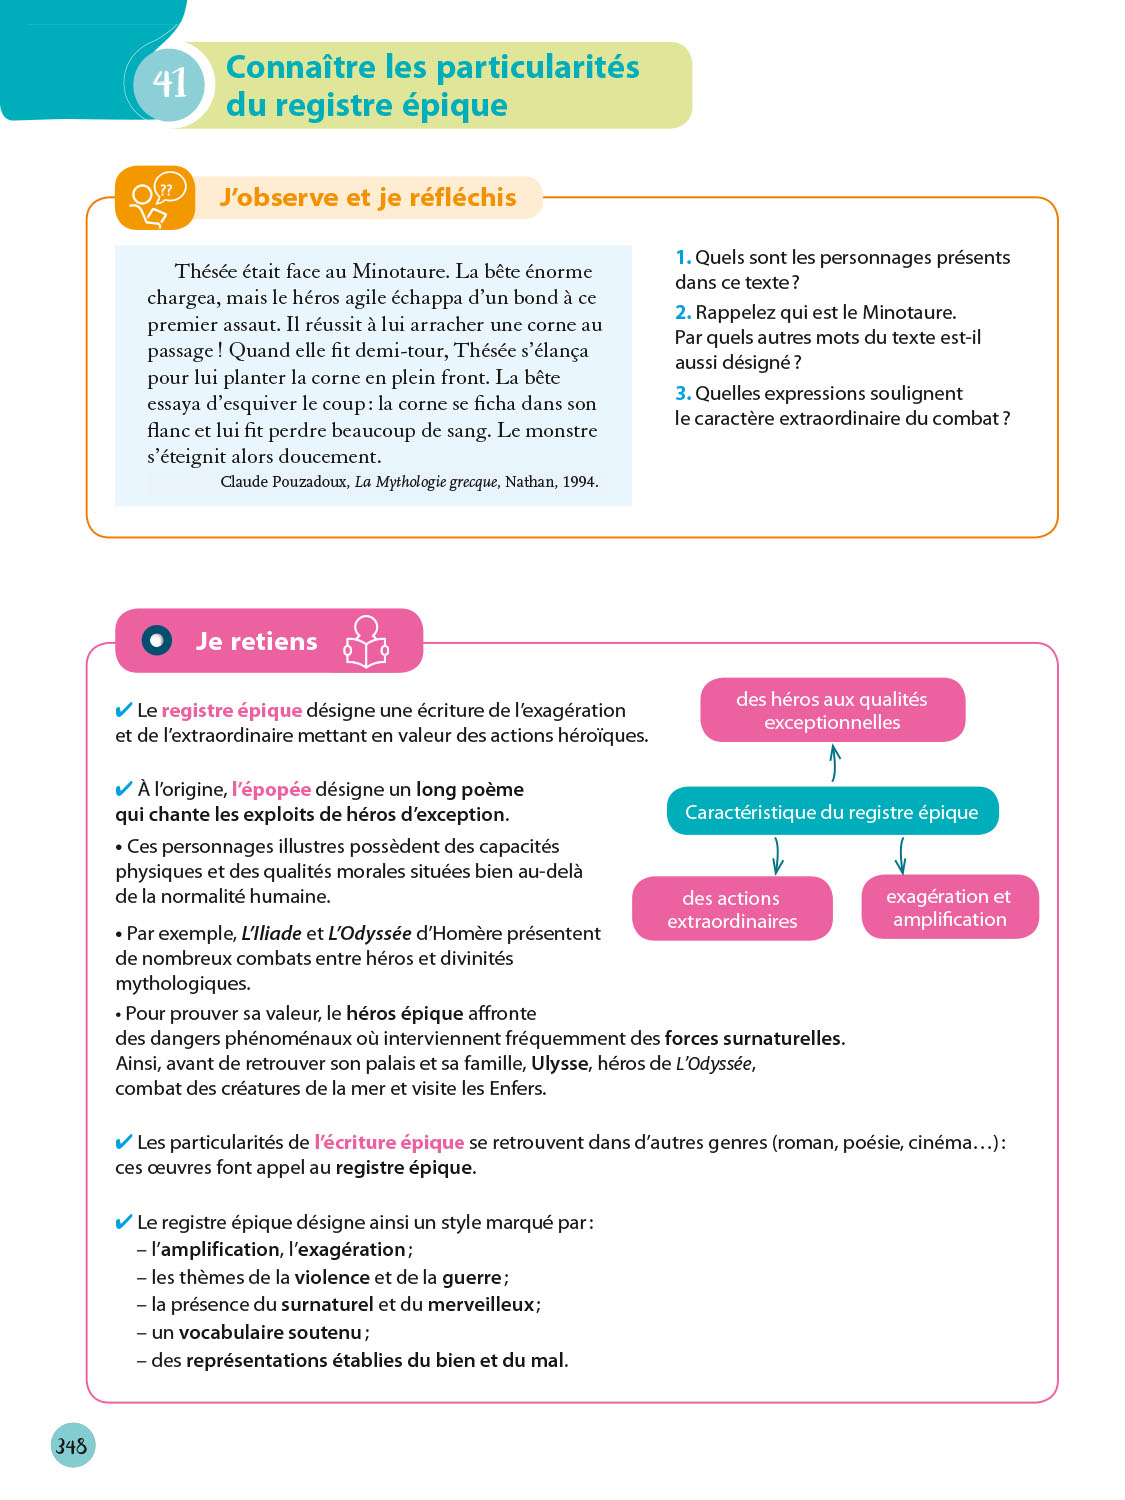 41
Connaître les particularités
du registre épique
??
J'observe et je réfléchis
Thésée était face au Minotaure. La bête énorme
chargea, mais le héros agile échappa d'un bond à ce
premier assaut. Il réussit à lui arracher une corne au
passage ! Quand elle fit demi-tour, Thésée s'élança
pour lui planter la corne en plein front. La bête
essaya d'esquiver le coup : la corne se ficha dans son
flanc et lui fit perdre beaucoup de sang. Le monstre
s'éteignit alors doucement.
Claude Pouzadoux, La Mythologie grecque, Nathan, 1994.
1. Quels sont les personnages présents
dans ce texte ?
2. Rappelez qui est le Minotaure.
Par quels autres mots du texte est-il
aussi désigné ?
3. Quelles expressions soulignent
le caractère extraordinaire du combat ?
Je retiens
✔ Le registre épique désigne une écriture de l'exagération
et de l'extraordinaire mettant en valeur des actions héroïques.
✔ À l'origine, l'épopée désigne un long poème
qui chante les exploits de héros d'exception.
• Ces personnages illustres possèdent des capacités
physiques et des qualités morales situées bien au-delà
de la normalité humaine.
• Par exemple, L'Iliade et L'Odyssée d'Homère présentent
de nombreux combats entre héros et divinités
mythologiques.
• Pour prouver sa valeur, le héros épique affronte
des dangers phénoménaux où interviennent fréquemment des forces surnaturelles.
Ainsi, avant de retrouver son palais et sa famille, Ulysse, héros de L'Odyssée,
combat des créatures de la mer et visite les Enfers.
des héros aux qualités
exceptionnelles
Caractéristique du registre épique
des actions
extraordinaires
exagération et
amplification
✔ Les particularités de l'écriture épique se retrouvent dans d'autres genres (roman, poésie, cinéma…) :
ces œuvres font appel au registre épique.
✔ Le registre épique désigne ainsi un style marqué par :
– l'amplification, l'exagération ;
– les thèmes de la violence et de la guerre ;
– la présence du surnaturel et du merveilleux ;
– un vocabulaire soutenu ;
– des représentations établies du bien et du mal.
348